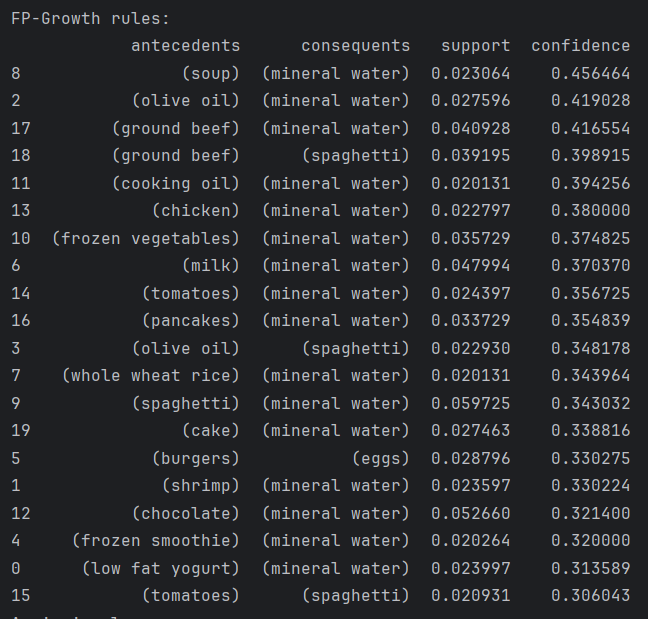 FP-Growth rules:
antecedents consequents support confidence
8 (soup) (mineral water) 0.023064 0.456464
2 (olive oil) (mineral water) 0.027596 0.419028
17 (ground beef) (mineral water) 0.040928 0.416554
18 (ground beef) (spaghetti) 0.039195 0.398915
11 (cooking oil) (mineral water) 0.020131 0.394256
13 (chicken) (mineral water) 0.022797 0.380000
10 (frozen vegetables) (mineral water) 0.035729 0.374825
6 (milk) (mineral water) 0.047994 0.370370
14 (tomatoes) (mineral water) 0.024397 0.356725
16 (pancakes) (mineral water) 0.033729 0.354839
3 (olive oil) (spaghetti) 0.022930 0.348178
7 (whole wheat rice) (mineral water) 0.020131 0.343964
9 (spaghetti) (mineral water) 0.059725 0.343032
19 (cake) (mineral water) 0.027463 0.338816
5 (burgers) (eggs) 0.028796 0.330275
1 (shrimp) (mineral water) 0.023597 0.330224
12 (chocolate) (mineral water) 0.052660 0.321400
4 (frozen smoothie) (mineral water) 0.020264 0.320000
0 (low fat yogurt) (mineral water) 0.023997 0.313589
15 (tomatoes) (spaghetti) 0.020931 0.306043